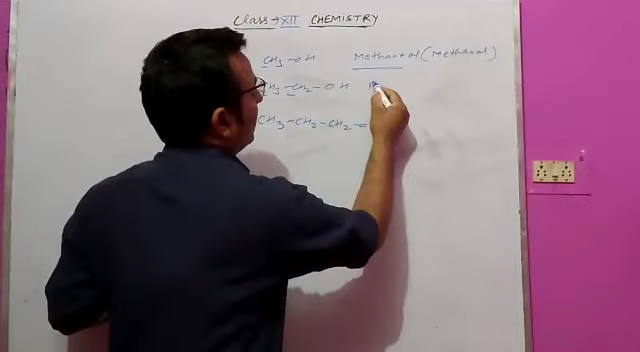 Class → XII CHEMISTRY
CH3 - OH Methanol (Methanol)
CH3 - CH2 - OH
CH3 - CH2 - CH2 - O